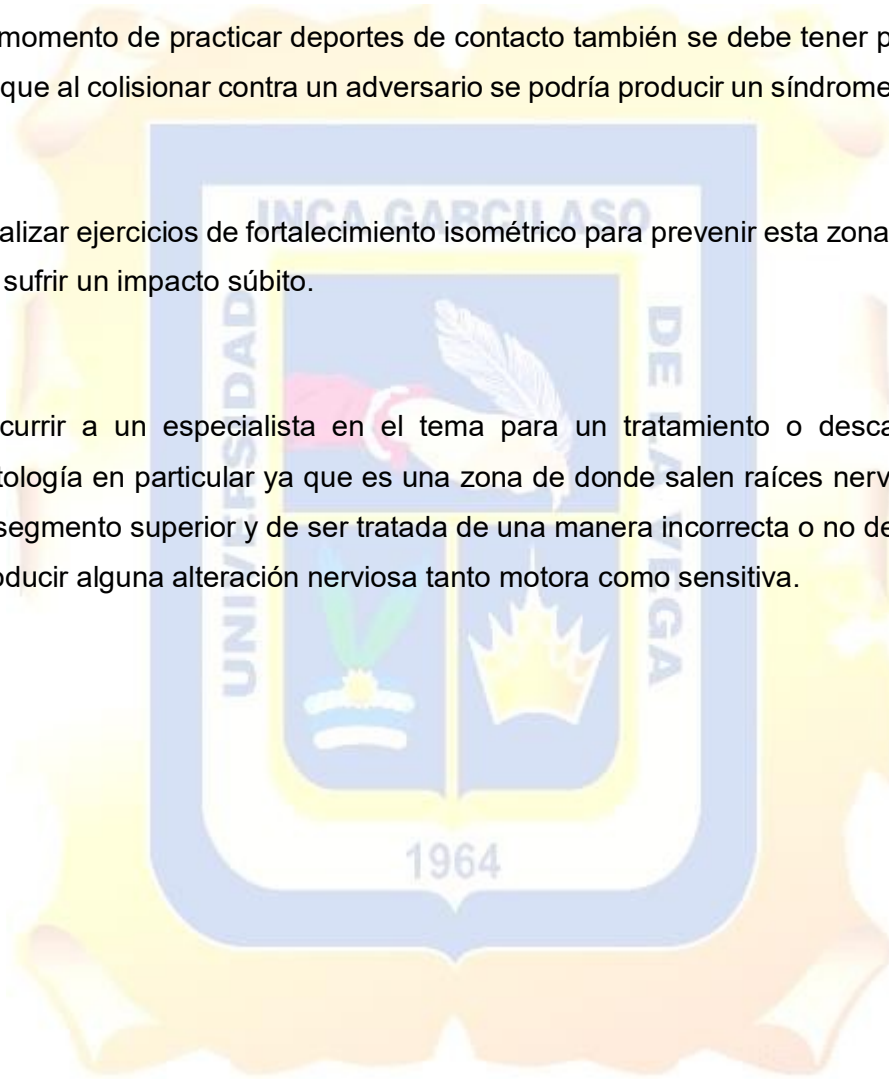 momento de practicar deportes de contacto también se debe tener p
que al colisionar contra un adversario se podría producir un síndrome
INCA GARCILASO
alizar ejercicios de fortalecimiento isométrico para prevenir esta zona
sufrir un impacto súbito.
UNIVERSIDAD
DE LA VEGA
currir a un especialista en el tema para un tratamiento o desca
tología en particular ya que es una zona de donde salen raíces nerv
segmento superior y de ser tratada de una manera incorrecta o no de
oducir alguna alteración nerviosa tanto motora como sensitiva.
1964